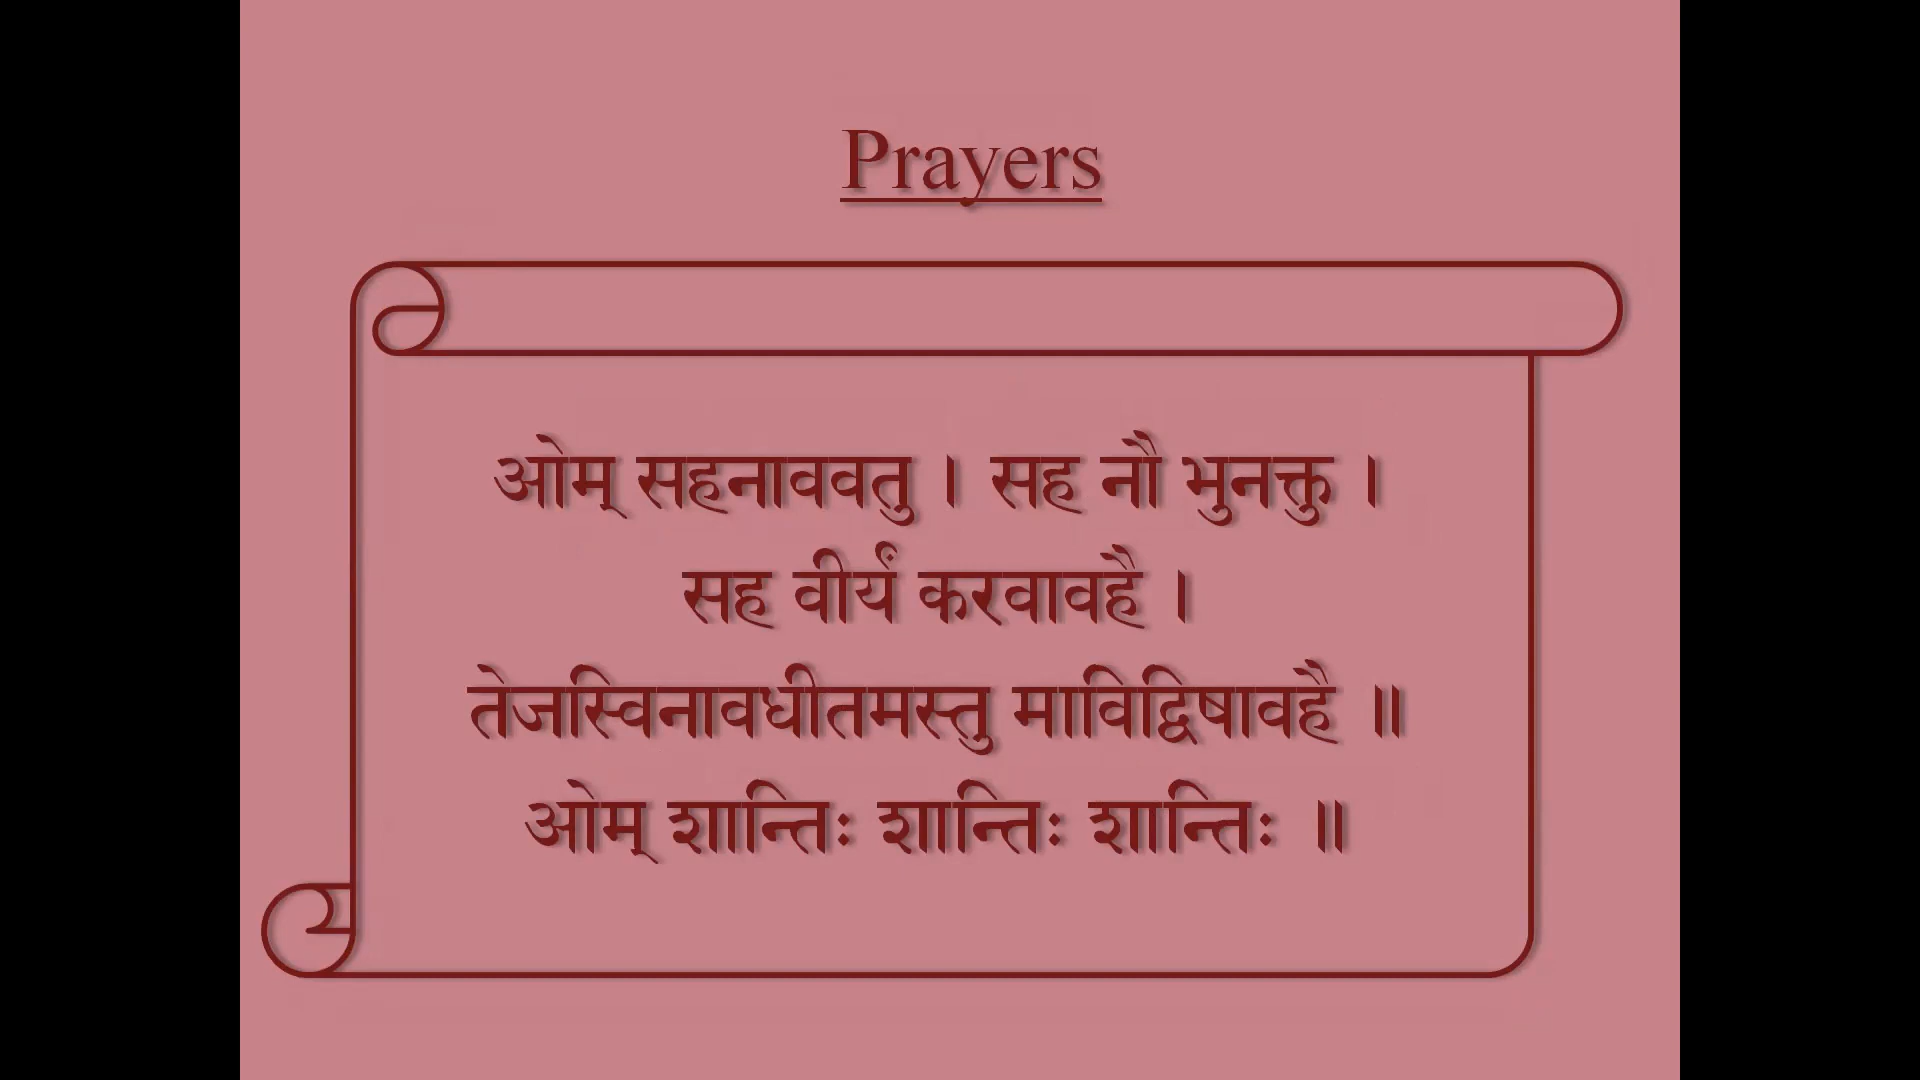 Prayers
ओम् सहनाववतु । सह नौ भुनक्तु ।
सह वीर्यं करवावहै ।
तेजस्विनावधीतमस्तु माविद्विषावहै ॥
ओम् शान्तिः शान्तिः शान्तिः ॥